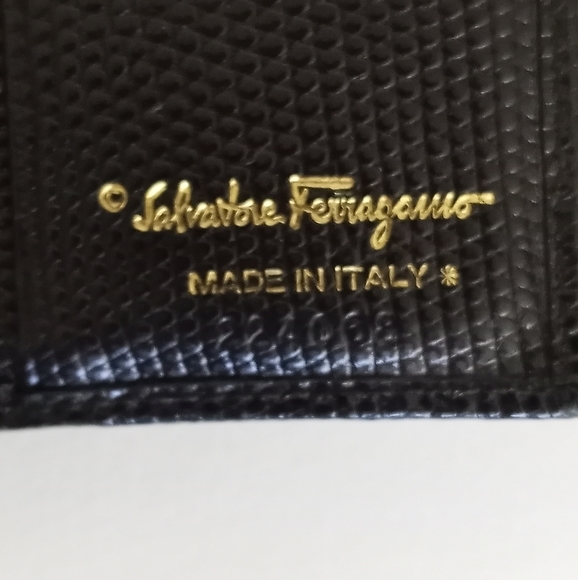 © Salvatore Ferragamo
MADE IN ITALY *